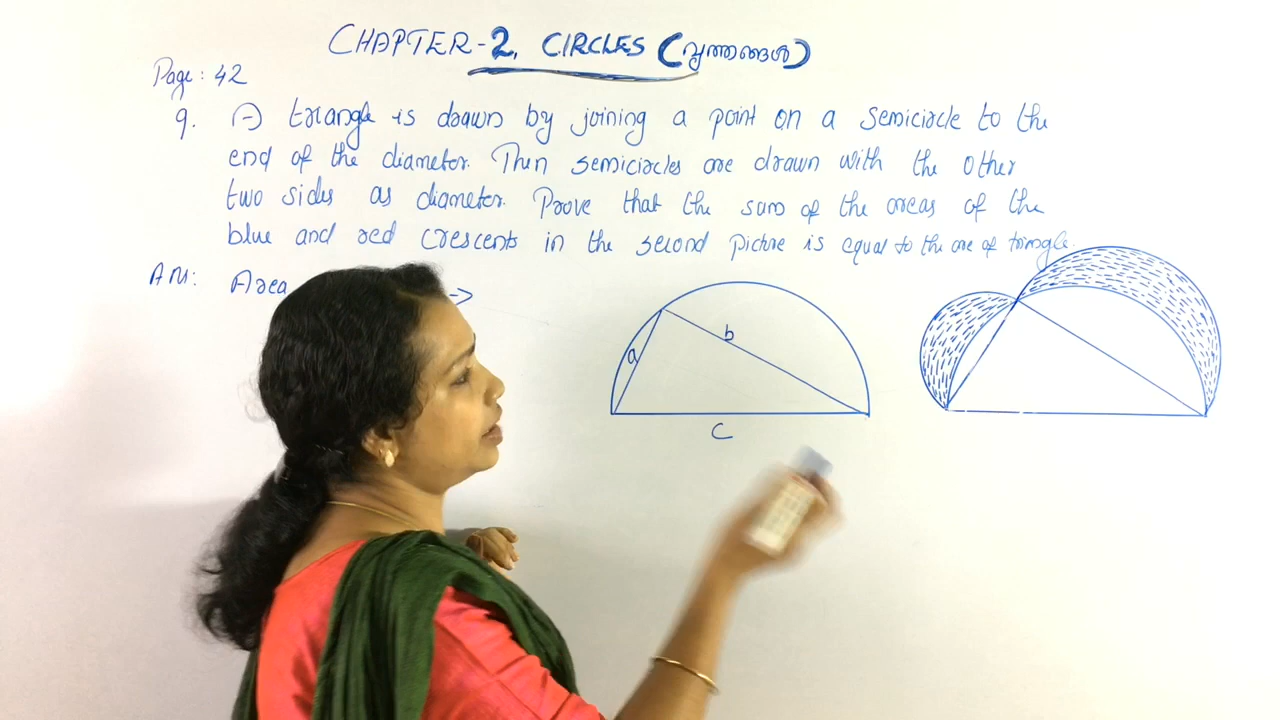 CHAPTER-2. CIRCLES (വൃത്തങ്ങൾ)
Page: 42
9. A triangle is drawn by joining a point on a semicircle to the
end of the diameter. Then semicircles are drawn with the other
two sides as diameter. Prove that the sum of the areas of the
blue and red crescents in the second picture is equal to the are of triangle.
Ans: Area
a
b
c